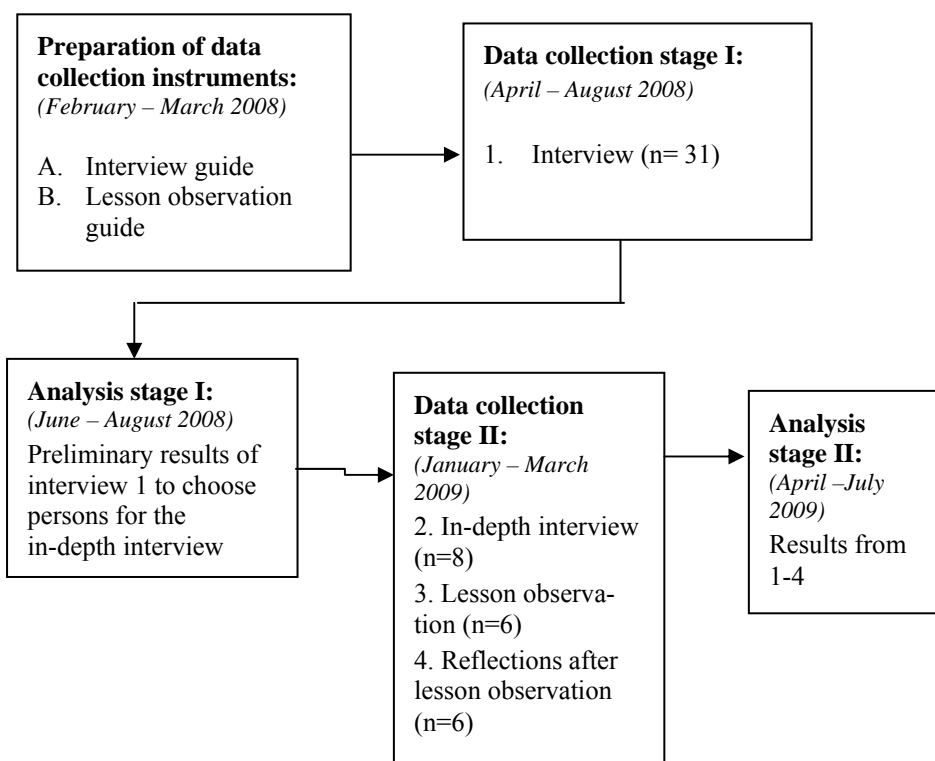 Preparation of data
collection instruments:
(February – March 2008)
A. Interview guide
B. Lesson observation
guide
Data collection stage I:
(April – August 2008)
1. Interview (n= 31)
Analysis stage I:
(June – August 2008)
Preliminary results of
interview 1 to choose
persons for the
in-depth interview
Data collection
stage II:
(January – March
2009)
2. In-depth interview
(n=8)
3. Lesson observa-
tion (n=6)
4. Reflections after
lesson observation
(n=6)
Analysis
stage II:
(April –July
2009)
Results from
1-4